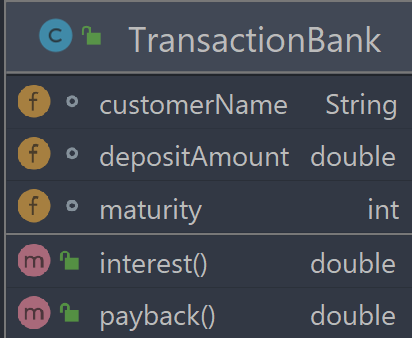 C TransactionBank
f customerName String
f depositAmount double
f maturity int
m interest() double
m payback() double